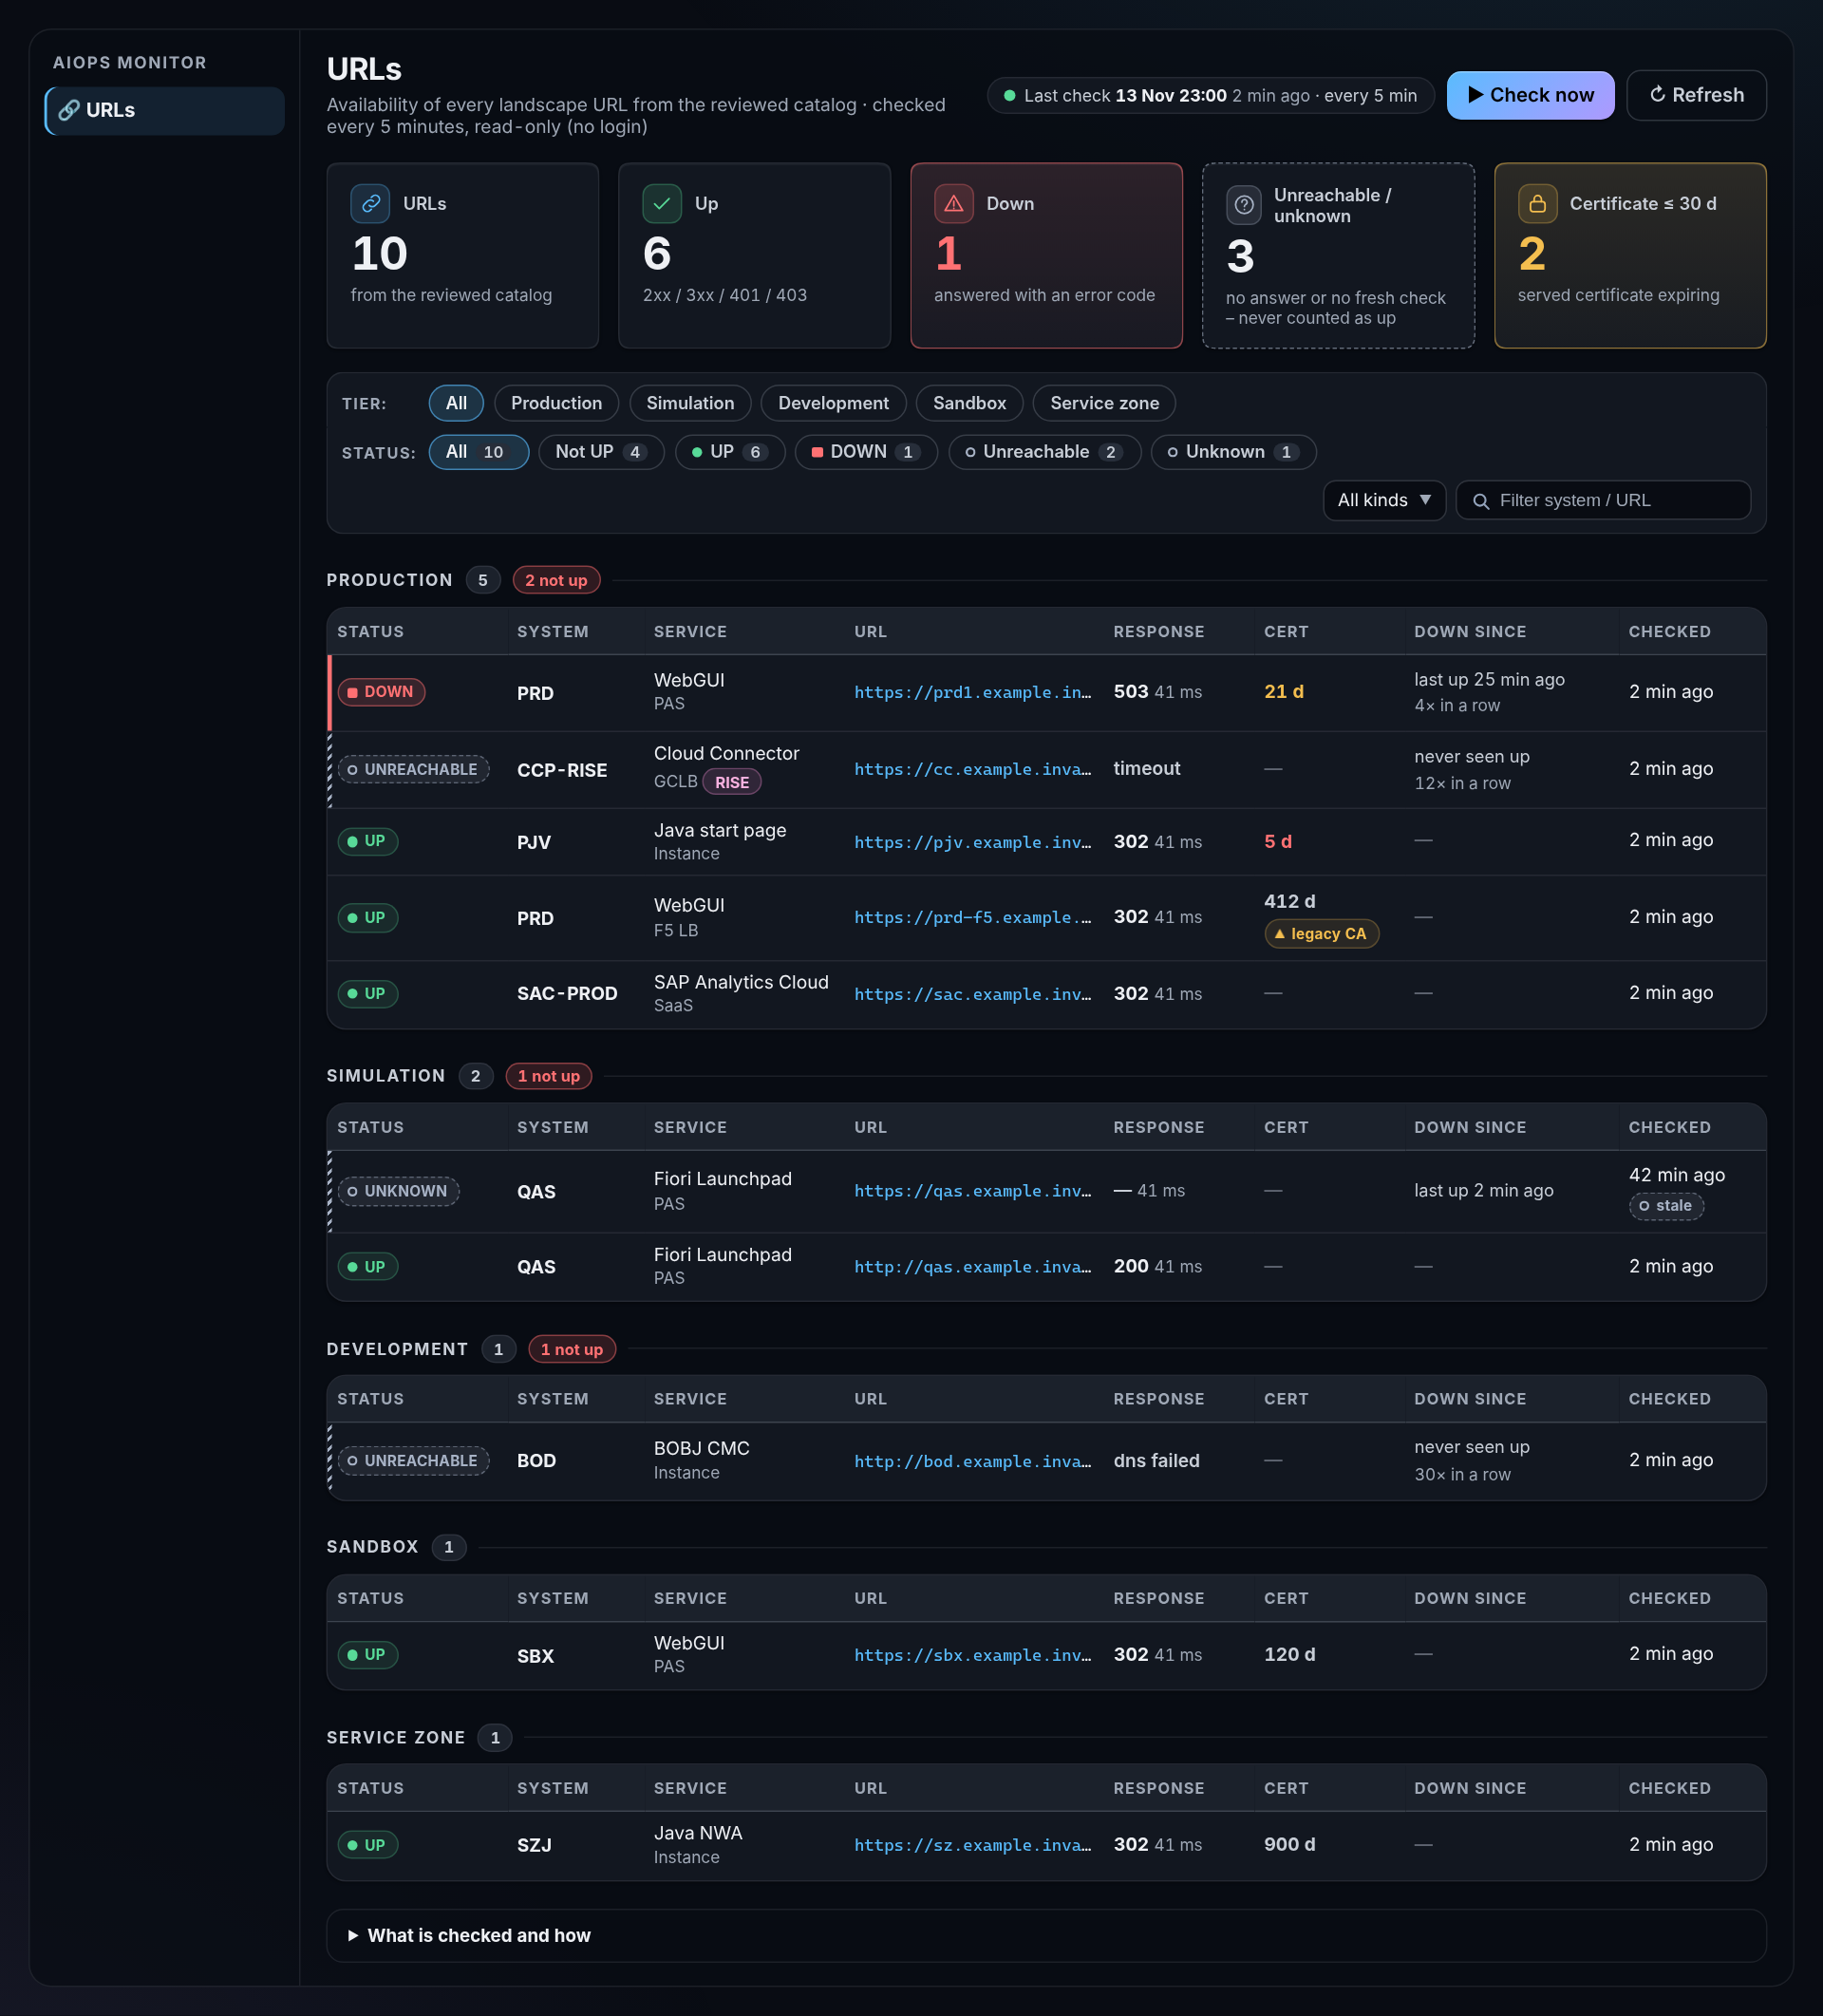 AIOPS MONITOR
🔗 URLs
URLs
Availability of every landscape URL from the reviewed catalog · checked
every 5 minutes, read-only (no login)
Last check 13 Nov 23:00 2 min ago · every 5 min
▶ Check now
↻ Refresh
URLs
10
from the reviewed catalog
Up
6
2xx / 3xx / 401 / 403
Down
1
answered with an error code
Unreachable /
unknown
3
no answer or no fresh check
– never counted as up
Certificate ≤ 30 d
2
served certificate expiring
TIER: All Production Simulation Development Sandbox Service zone
STATUS: All 10 Not UP 4 UP 6 DOWN 1 Unreachable 2 Unknown 1
All kinds ▼ Filter system / URL
PRODUCTION 5 2 not up
STATUS SYSTEM SERVICE URL RESPONSE CERT DOWN SINCE CHECKED
DOWN PRD WebGUI https://prd1.example.in… 503 41 ms 21 d last up 25 min ago 2 min ago
PAS 4× in a row
UNREACHABLE CCP-RISE Cloud Connector https://cc.example.inva… timeout — never seen up 2 min ago
GCLB RISE 12× in a row
UP PJV Java start page https://pjv.example.inv… 302 41 ms 5 d — 2 min ago
Instance
UP PRD WebGUI https://prd-f5.example.… 302 41 ms 412 d — 2 min ago
F5 LB ▲ legacy CA
UP SAC-PROD SAP Analytics Cloud https://sac.example.inv… 302 41 ms — — 2 min ago
SaaS
SIMULATION 2 1 not up
STATUS SYSTEM SERVICE URL RESPONSE CERT DOWN SINCE CHECKED
UNKNOWN QAS Fiori Launchpad https://qas.example.inv… — 41 ms — last up 2 min ago 42 min ago
PAS stale
UP QAS Fiori Launchpad http://qas.example.inva… 200 41 ms — — 2 min ago
PAS
DEVELOPMENT 1 1 not up
STATUS SYSTEM SERVICE URL RESPONSE CERT DOWN SINCE CHECKED
UNREACHABLE BOD BOBJ CMC http://bod.example.inva… dns failed — never seen up 2 min ago
Instance 30× in a row
SANDBOX 1
STATUS SYSTEM SERVICE URL RESPONSE CERT DOWN SINCE CHECKED
UP SBX WebGUI https://sbx.example.inv… 302 41 ms 120 d — 2 min ago
PAS
SERVICE ZONE 1
STATUS SYSTEM SERVICE URL RESPONSE CERT DOWN SINCE CHECKED
UP SZJ Java NWA https://sz.example.inva… 302 41 ms 900 d — 2 min ago
Instance
▶ What is checked and how